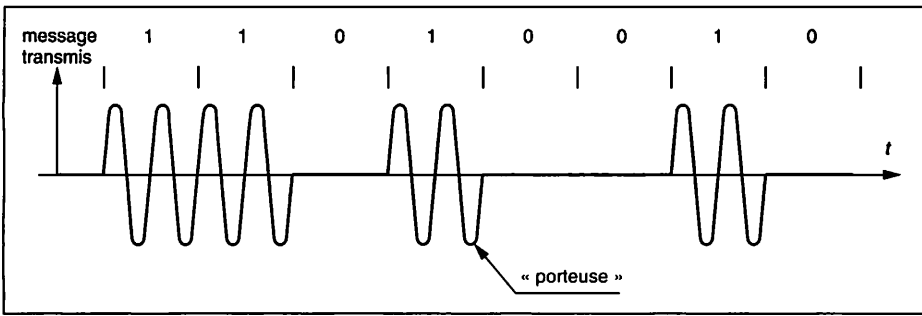 message 1 1 0 1 0 0 1 0
transmis
t
« porteuse »